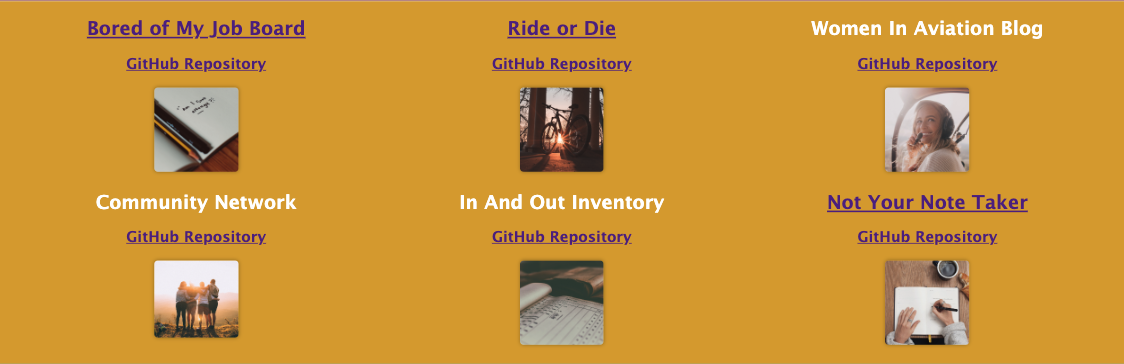 Bored of My Job Board
GitHub Repository
Ride or Die
GitHub Repository
Women In Aviation Blog
GitHub Repository
Community Network
GitHub Repository
In And Out Inventory
GitHub Repository
Not Your Note Taker
GitHub Repository